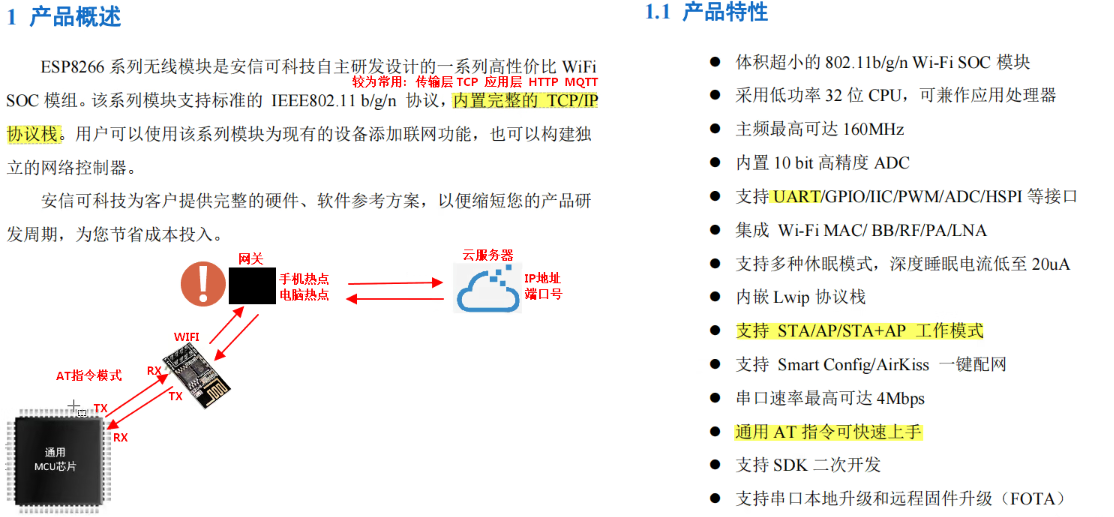 1 产品概述
ESP8266 系列无线模块是安信可科技自主研发设计的一系列高性价比 WiFi
较为常用：传输层 TCP 应用层 HTTP MQTT
SOC 模组。该系列模块支持标准的 IEEE802.11 b/g/n 协议，内置完整的 TCP/IP
协议栈。用户可以使用该系列模块为现有的设备添加联网功能，也可以构建独
立的网络控制器。
安信可科技为客户提供完整的硬件、软件参考方案，以便缩短您的产品研
发周期，为您节省成本投入。
网关
手机热点
电脑热点
云服务器
IP地址
端口号
WIFI
AT指令模式
RX
TX
TX
RX
通用
MCU芯片
1.1 产品特性
● 体积超小的 802.11b/g/n Wi-Fi SOC 模块
● 采用低功率 32 位 CPU，可兼作应用处理器
● 主频最高可达 160MHz
● 内置 10 bit 高精度 ADC
● 支持 UART/GPIO/IIC/PWM/ADC/HSPI 等接口
● 集成 Wi-Fi MAC/ BB/RF/PA/LNA
● 支持多种休眠模式，深度睡眠电流低至 20uA
● 内嵌 Lwip 协议栈
● 支持 STA/AP/STA+AP 工作模式
● 支持 Smart Config/AirKiss 一键配网
● 串口速率最高可达 4Mbps
● 通用 AT 指令可快速上手
● 支持 SDK 二次开发
● 支持串口本地升级和远程固件升级（FOTA）